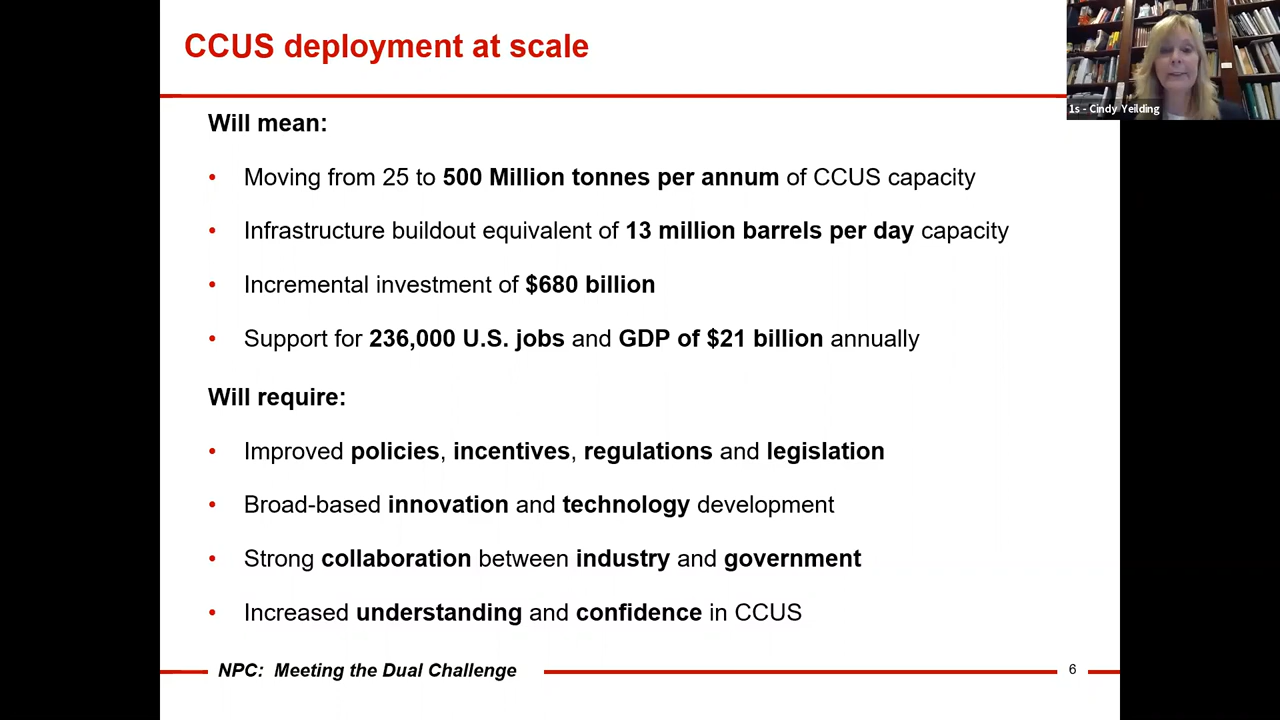 CCUS deployment at scale
1s - Cindy Yeilding
Will mean:
• Moving from 25 to 500 Million tonnes per annum of CCUS capacity
• Infrastructure buildout equivalent of 13 million barrels per day capacity
• Incremental investment of $680 billion
• Support for 236,000 U.S. jobs and GDP of $21 billion annually
Will require:
• Improved policies, incentives, regulations and legislation
• Broad-based innovation and technology development
• Strong collaboration between industry and government
• Increased understanding and confidence in CCUS
NPC: Meeting the Dual Challenge
6